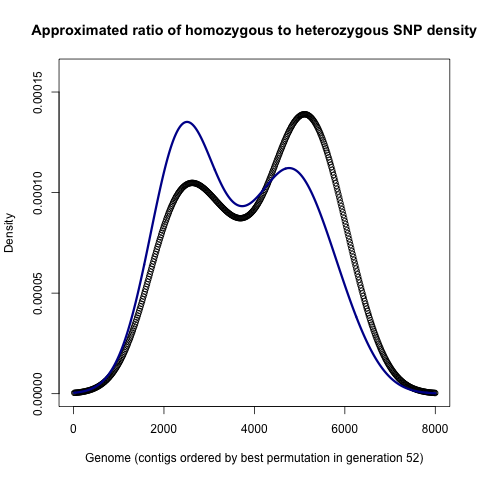 Approximated ratio of homozygous to heterozygous SNP density
0.00015
0.00010
0.00005
0.00000
Density
0 2000 4000 6000 8000
Genome (contigs ordered by best permutation in generation 52)